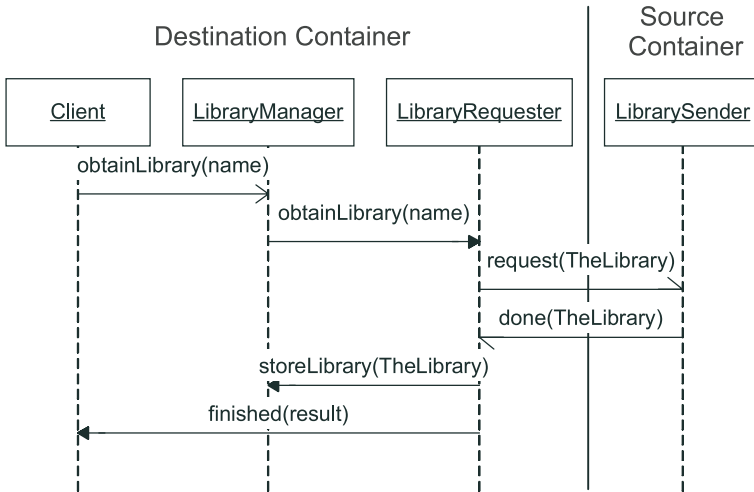 Destination Container
Source
Container
Client
LibraryManager
LibraryRequester
LibrarySender
obtainLibrary(name)
obtainLibrary(name)
request(TheLibrary)
done(TheLibrary)
storeLibrary(TheLibrary)
finished(result)